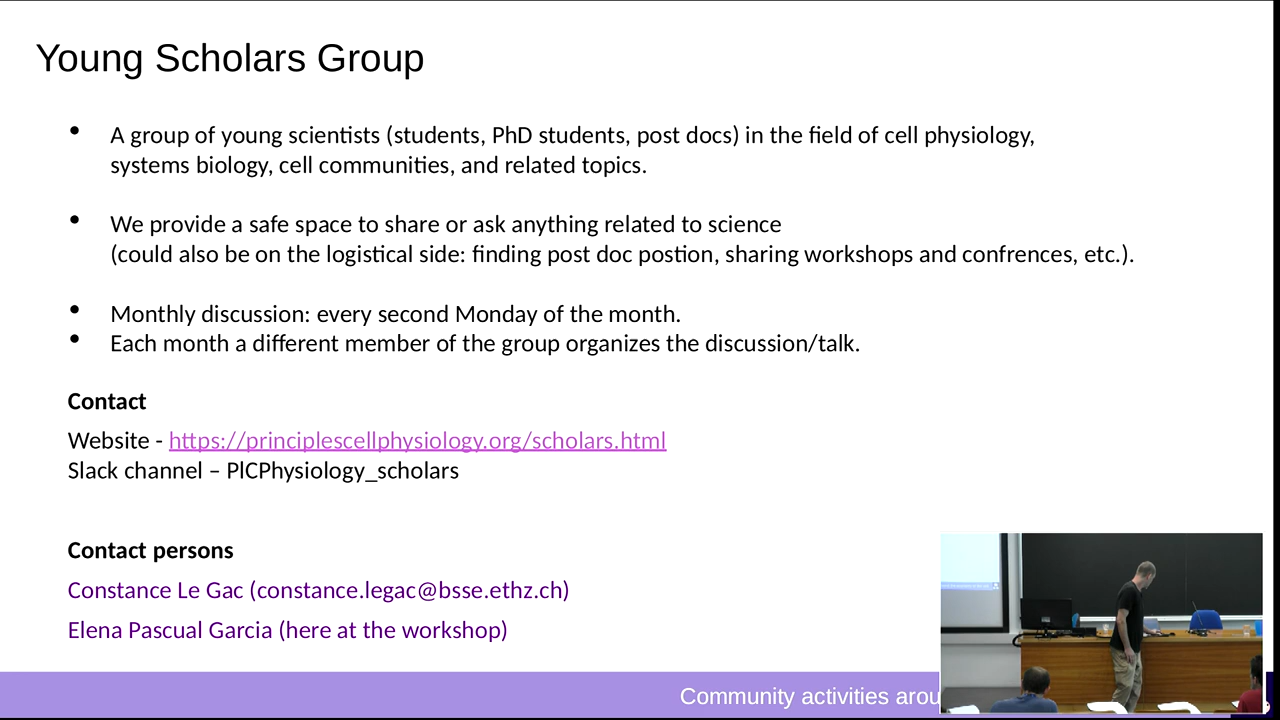 Young Scholars Group
• A group of young scientists (students, PhD students, post docs) in the field of cell physiology,
systems biology, cell communities, and related topics.
• We provide a safe space to share or ask anything related to science
(could also be on the logistical side: finding post doc postion, sharing workshops and confrences, etc.).
• Monthly discussion: every second Monday of the month.
• Each month a different member of the group organizes the discussion/talk.
Contact
Website - https://principlescellphysiology.org/scholars.html
Slack channel – PlCPhysiology_scholars
Contact persons
Constance Le Gac (constance.legac@bsse.ethz.ch)
Elena Pascual Garcia (here at the workshop)
Community activities